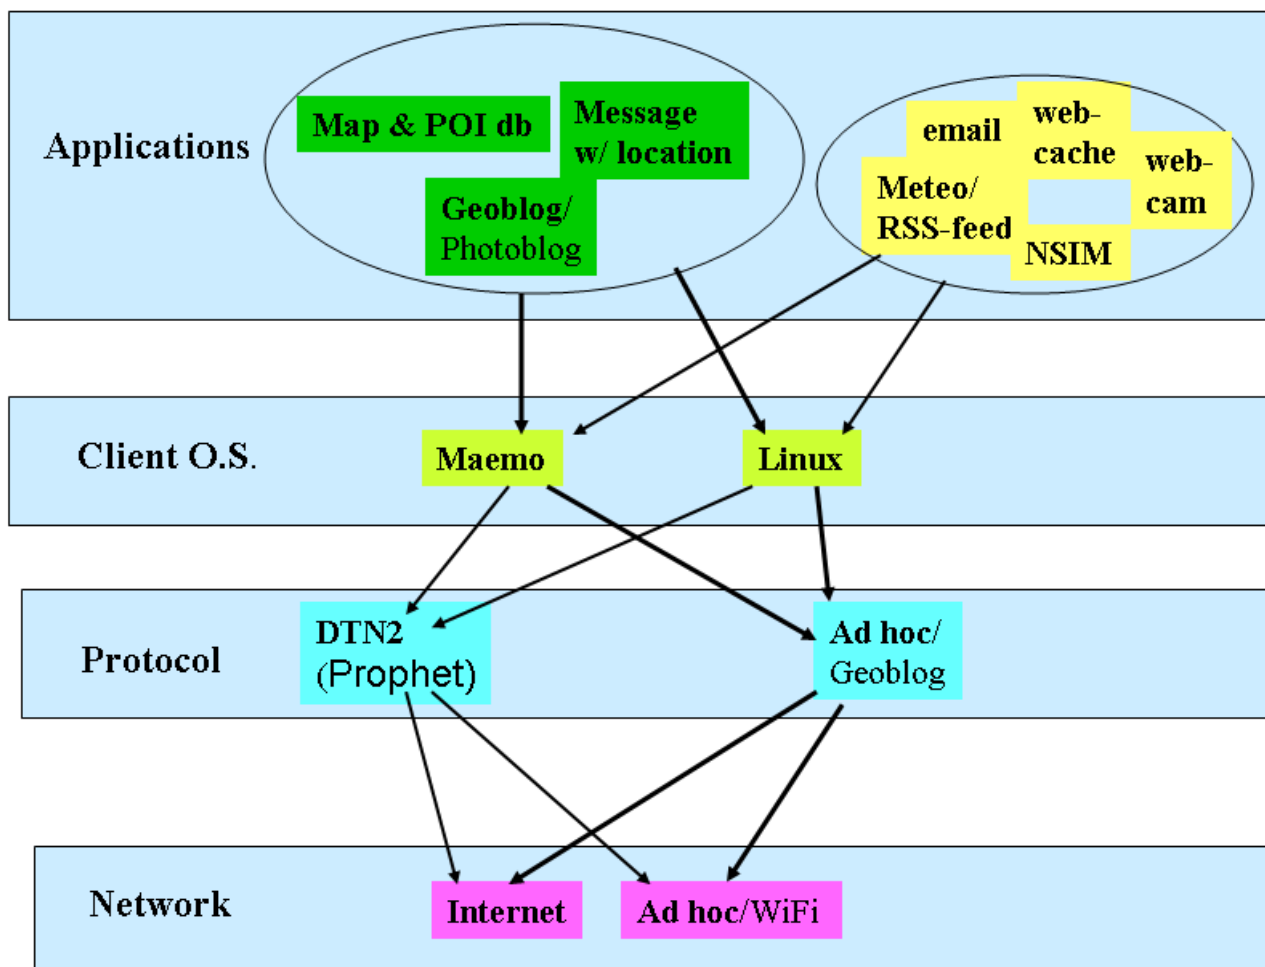 Applications
Map & POI db
Message
w/ location
Geoblog/
Photoblog
email
web-
cache
web-
cam
Meteo/
RSS-feed
NSIM
Client O.S.
Maemo
Linux
Protocol
DTN2
(Prophet)
Ad hoc/
Geoblog
Network
Internet
Ad hoc/WiFi